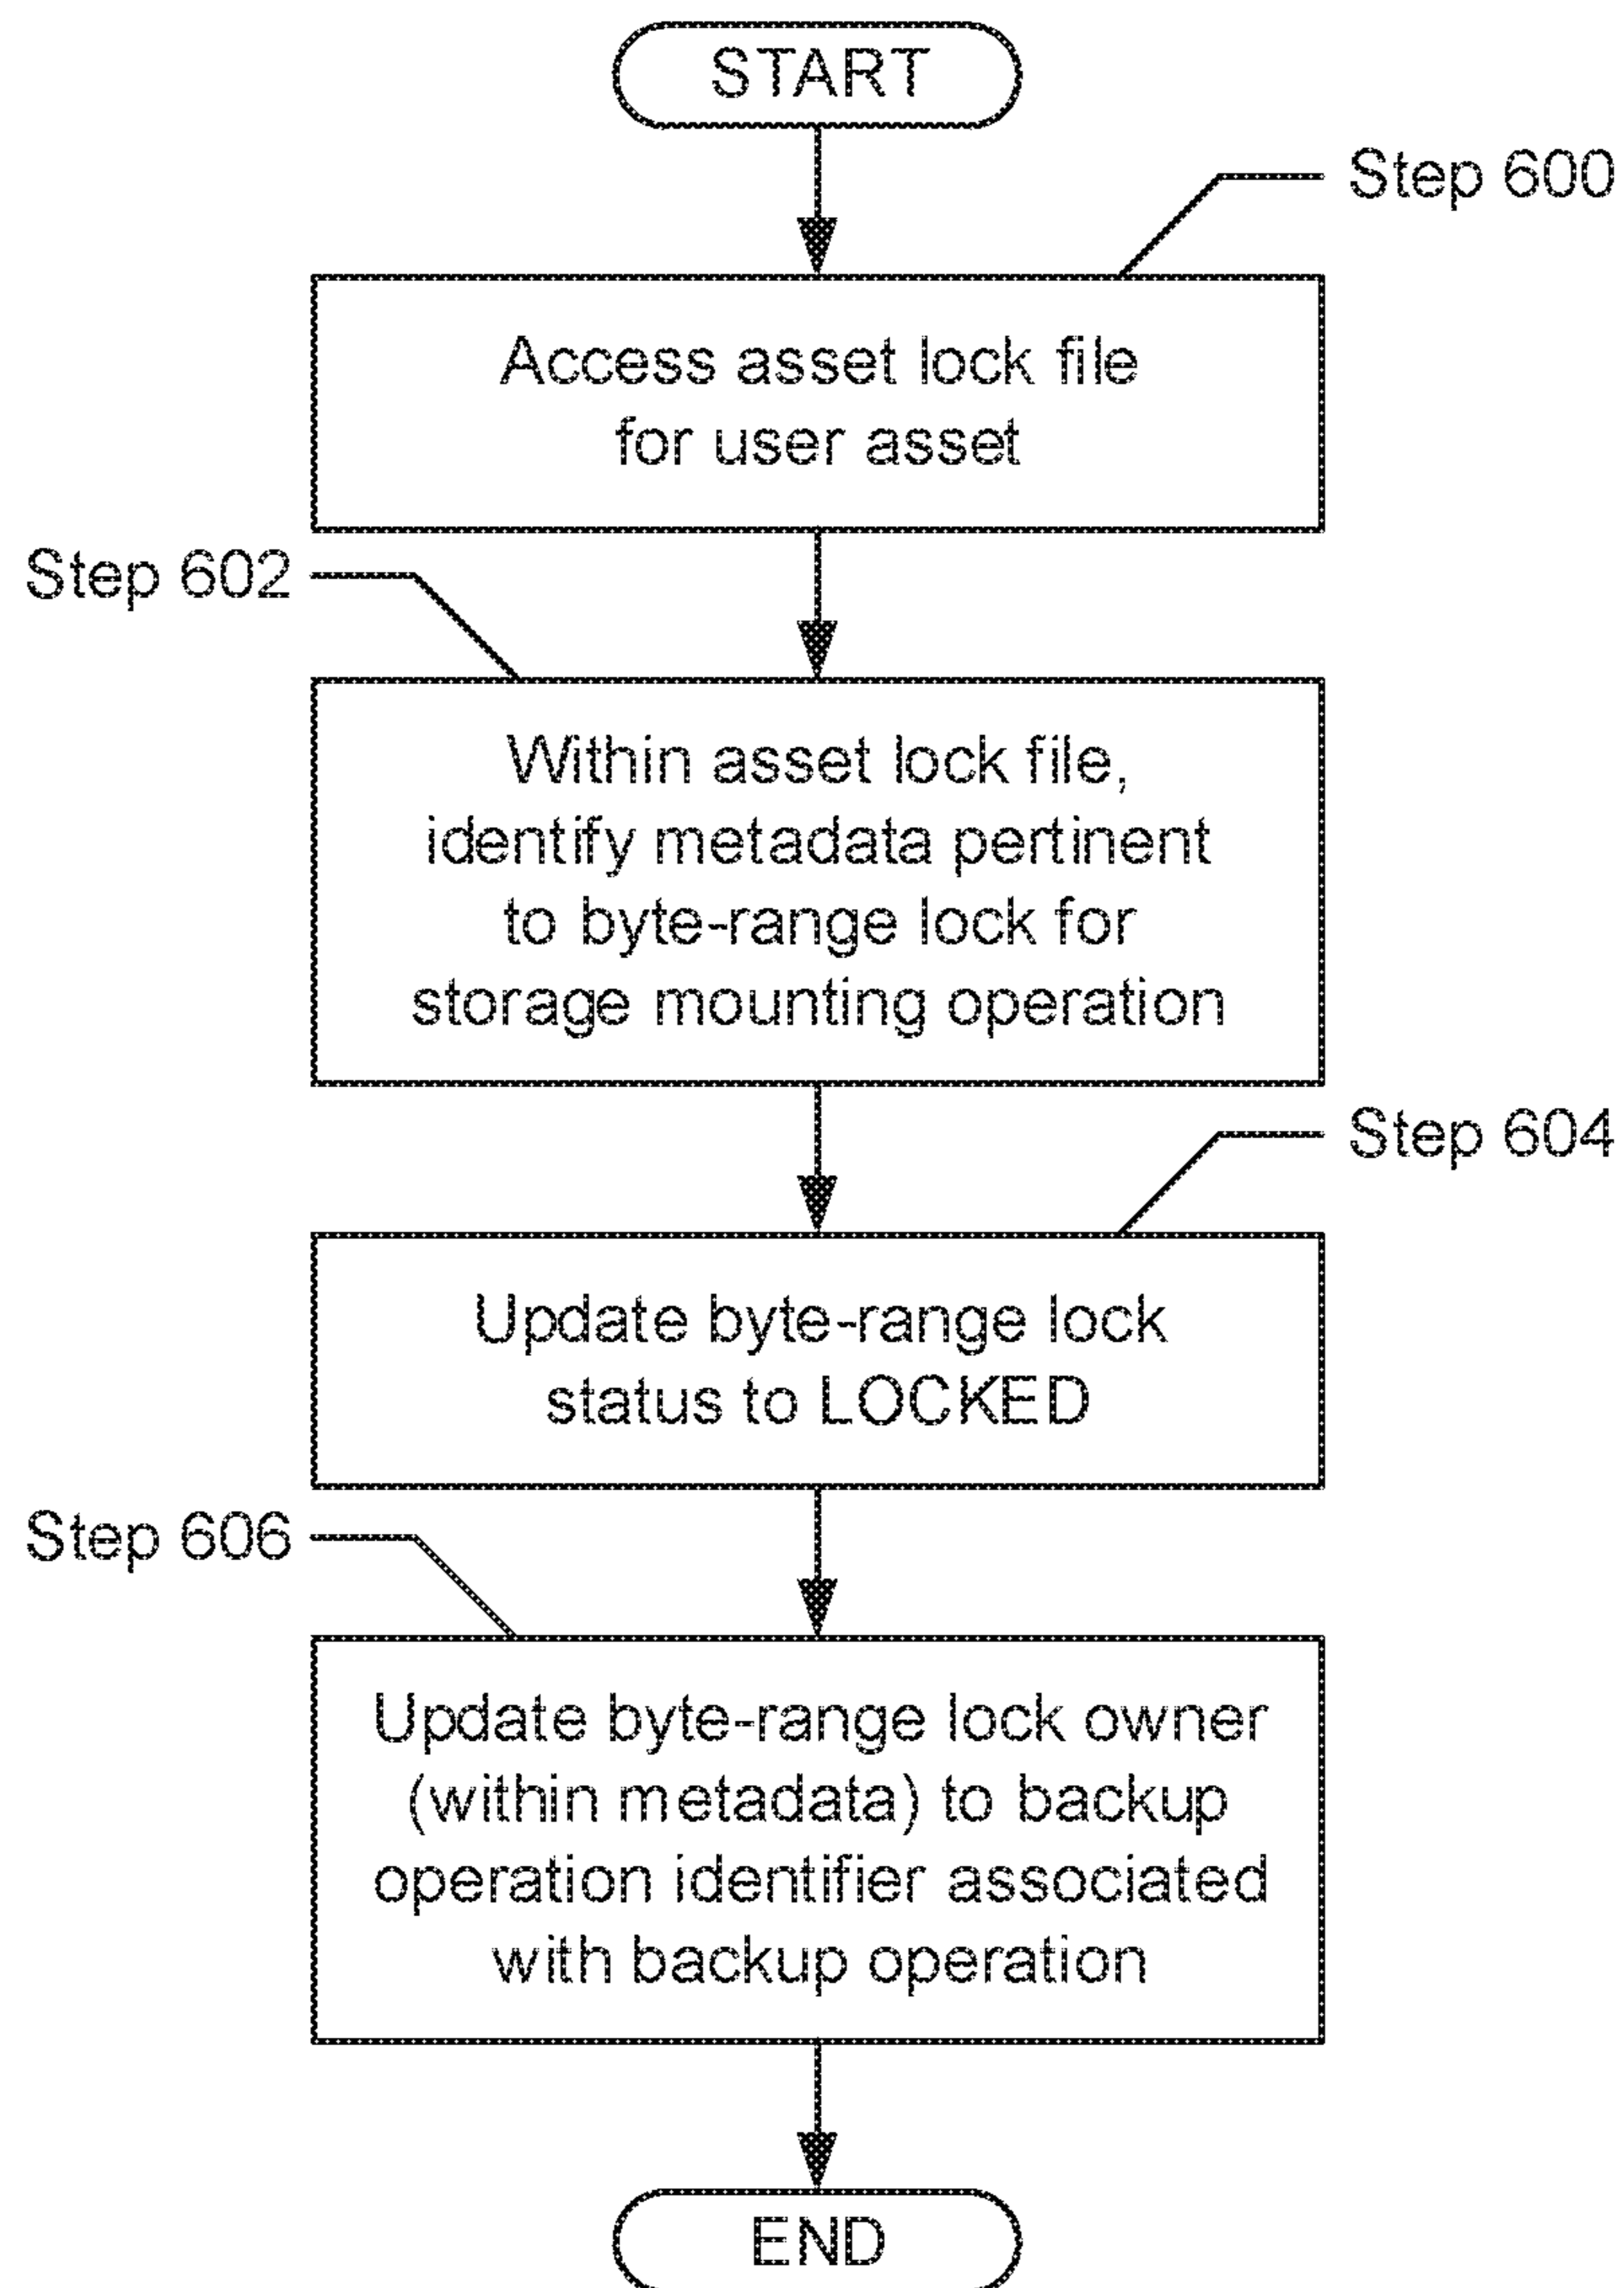 START
Step 600
Access asset lock file
for user asset
Step 602
Within asset lock file,
identify metadata pertinent
to byte-range lock for
storage mounting operation
Step 604
Update byte-range lock
status to LOCKED
Step 606
Update byte-range lock owner
(within metadata) to backup
operation identifier associated
with backup operation
END